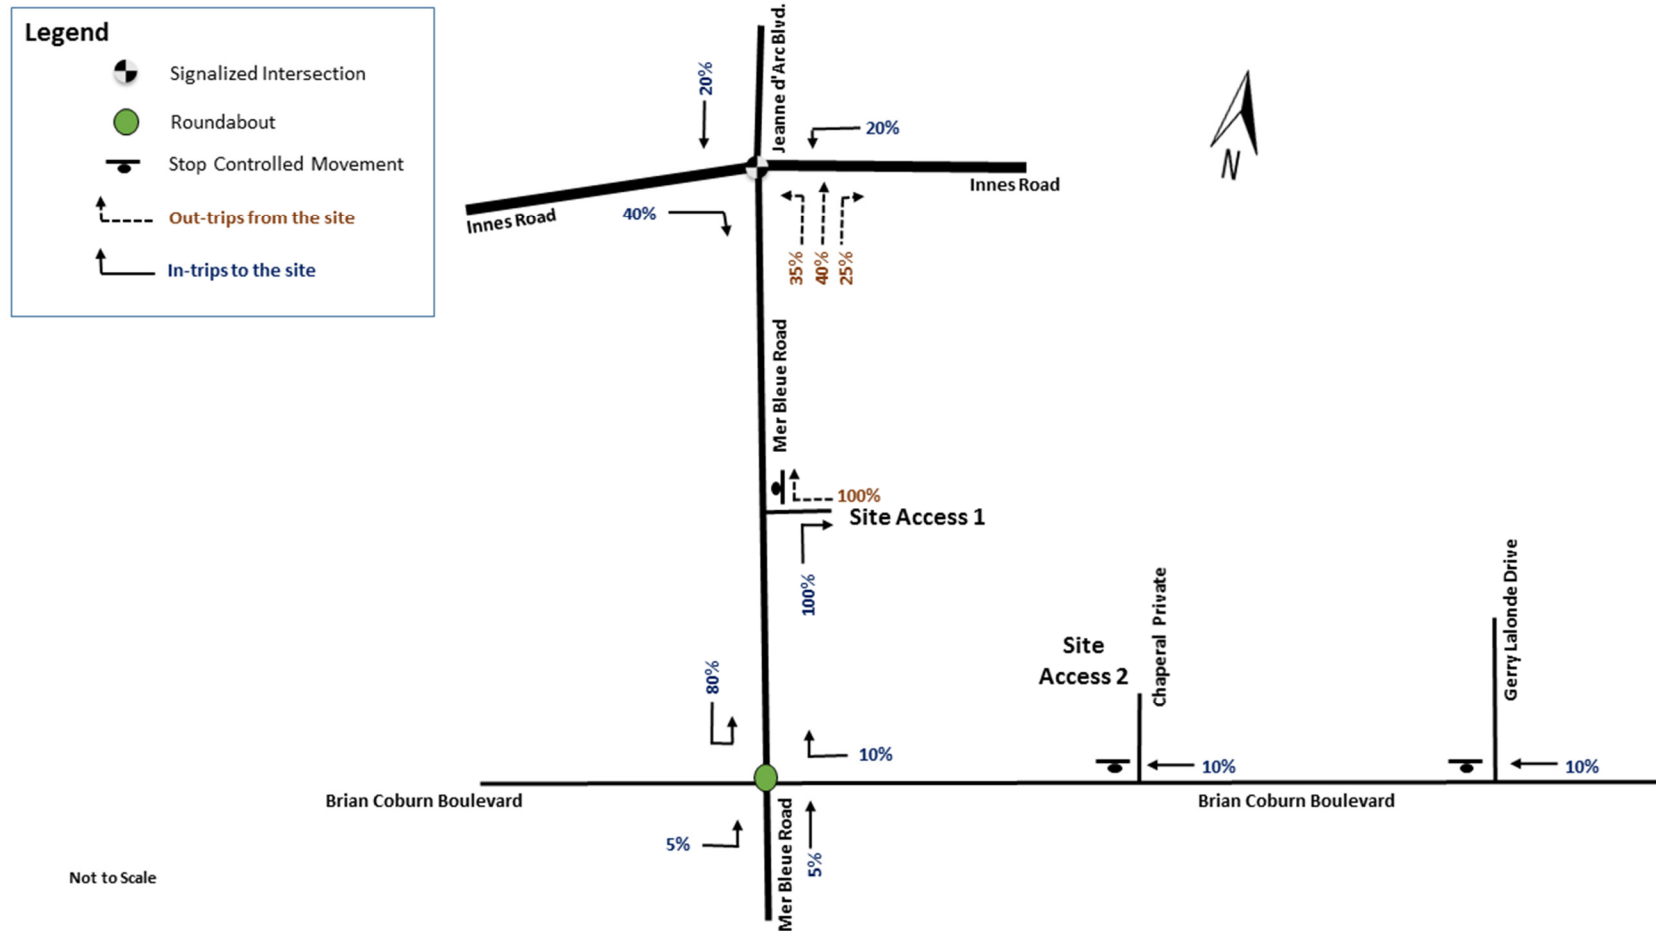 Legend
Signalized Intersection
Roundabout
Stop Controlled Movement
Out-trips from the site
In-trips to the site
Jeanne d'Arc Blvd.
20%
20%
Innes Road
Innes Road
40%
35%
40%
25%
N
Mer Bleue Road
100%
Site Access 1
100%
80%
10%
Site
Access 2
Chaperal Private
10%
Gerry Lalonde Drive
10%
Brian Coburn Boulevard
Brian Coburn Boulevard
5%
Mer Bleue Road
5%
Not to Scale